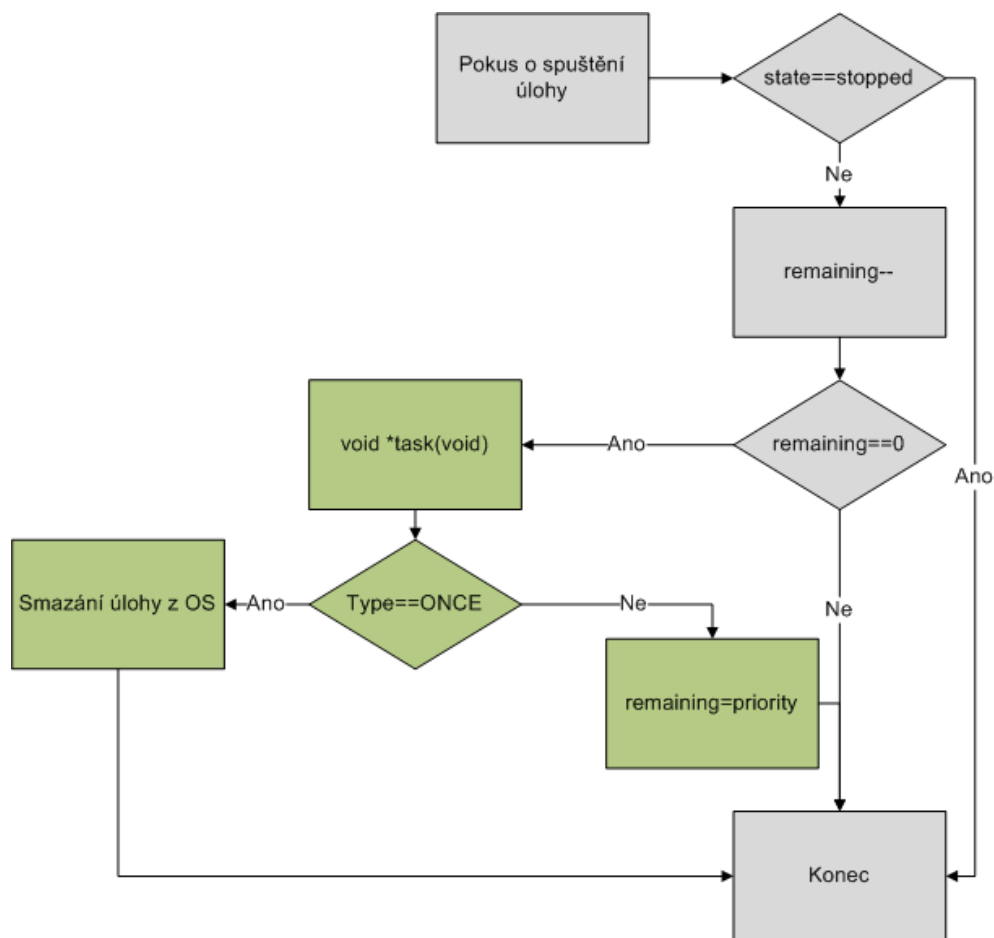 Pokus o spuštění
úlohy
state==stopped
Ne
remaining--
remaining==0
Ano
void *task(void)
Ano
Ne
Type==ONCE
Ano
Smazání úlohy z OS
Ne
remaining=priority
Konec